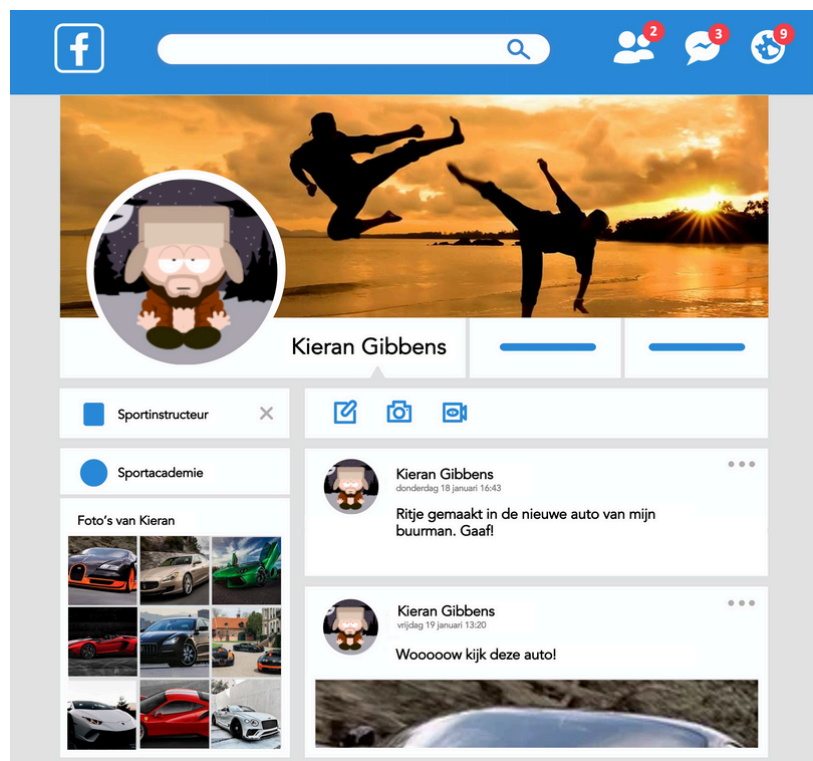 f
2
3
9
Kieran Gibbens
Sportinstructeur
Sportacademie
Foto's van Kieran
Kieran Gibbens
donderdag 18 januari 16:43
Ritje gemaakt in de nieuwe auto van mijn
buurman. Gaaf!
Kieran Gibbens
vrijdag 19 januari 13:20
Wooooow kijk deze auto!